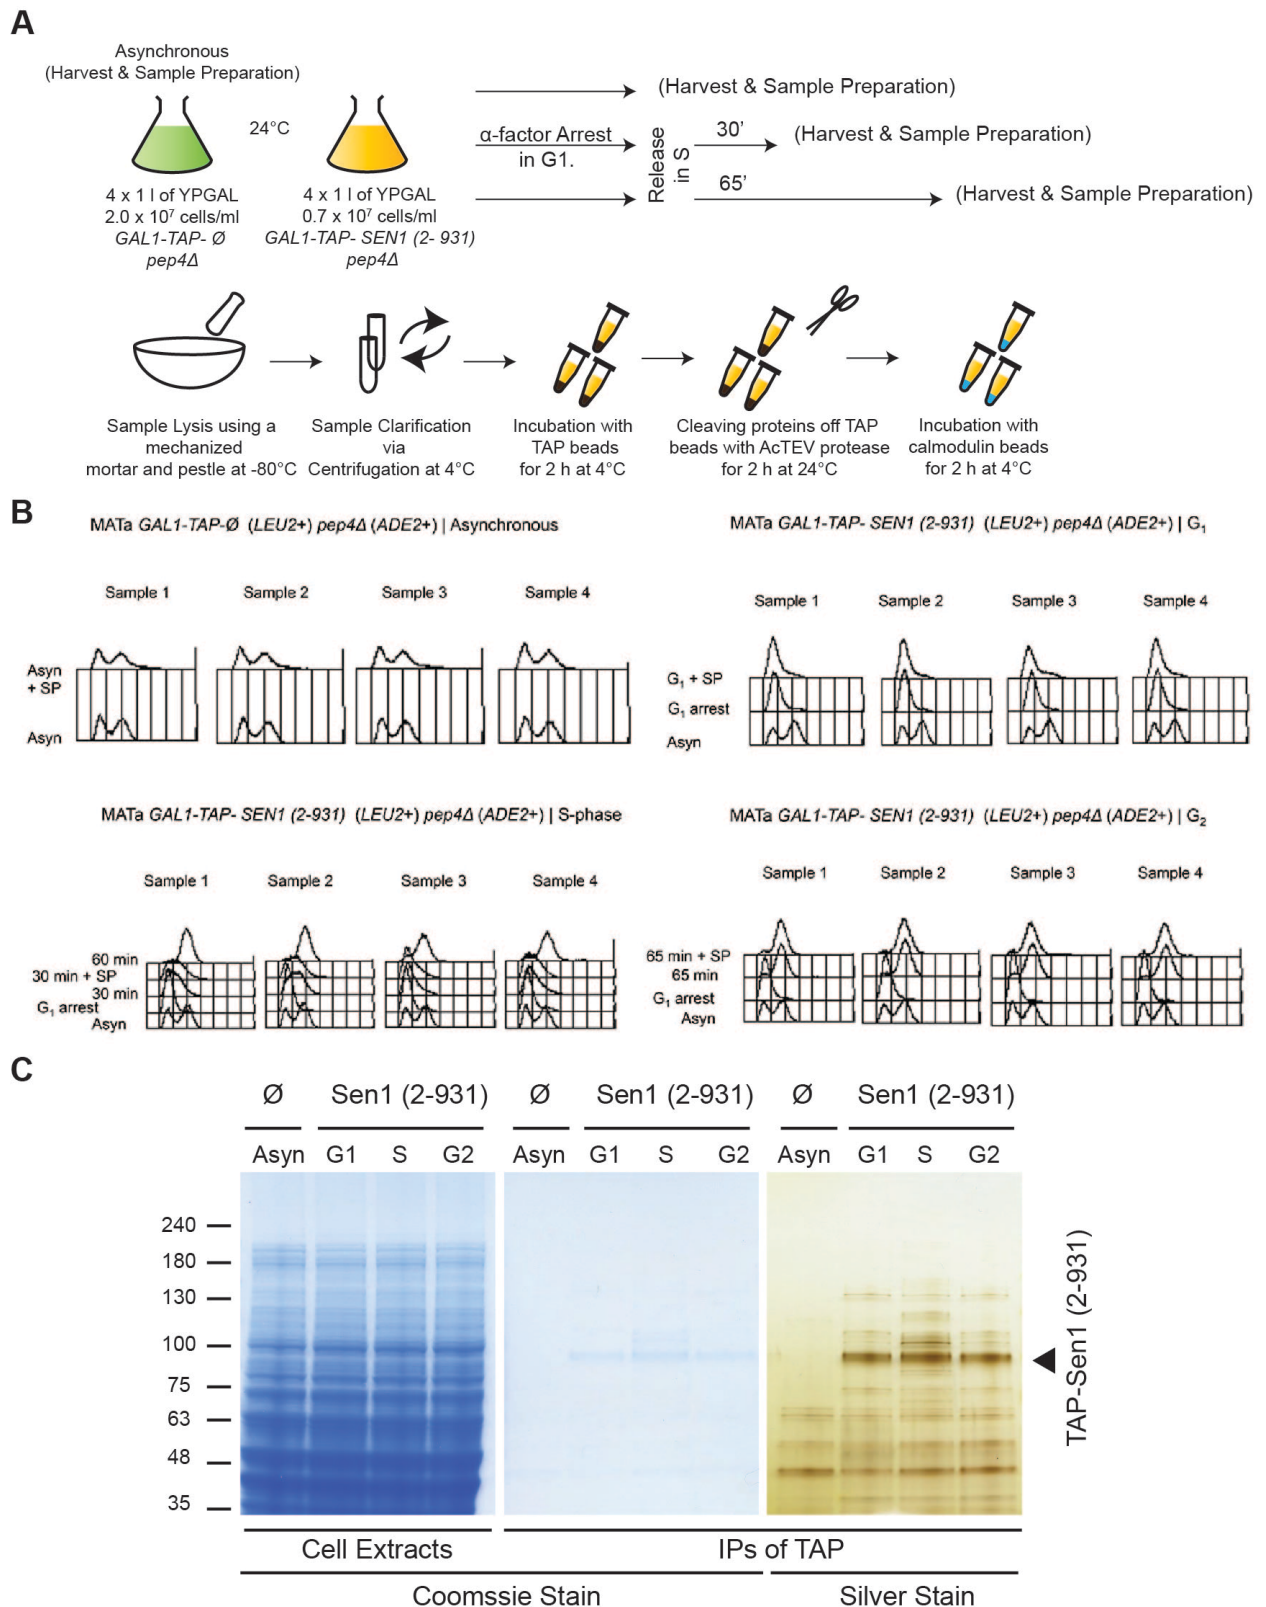 A
Asynchronous
(Harvest & Sample Preparation)
24°C
4 x 1 l of YPGAL
2.0 x 10⁷ cells/ml
GAL1-TAP- Ø
pep4Δ
4 x 1 l of YPGAL
0.7 x 10⁷ cells/ml
GAL1-TAP- SEN1 (2- 931)
pep4Δ
(Harvest & Sample Preparation)
α-factor Arrest
in G1.
Release
in S
30’
(Harvest & Sample Preparation)
65’
(Harvest & Sample Preparation)
Sample Lysis using a
mechanized
mortar and pestle at -80°C
Sample Clarification
via
Centrifugation at 4°C
Incubation with
TAP beads
for 2 h at 4°C
Cleaving proteins off TAP
beads with AcTEV protease
for 2 h at 24°C
Incubation with
calmodulin beads
for 2 h at 4°C
B
MATa GAL1-TAP-Ø (LEU2+) pep4Δ (ADE2+) | Asynchronous
Sample 1
Sample 2
Sample 3
Sample 4
Asyn
+ SP
Asyn
MATa GAL1-TAP- SEN1 (2-931) (LEU2+) pep4Δ (ADE2+) | G₁
Sample 1
Sample 2
Sample 3
Sample 4
G₁ + SP
G₁ arrest
Asyn
MATa GAL1-TAP- SEN1 (2-931) (LEU2+) pep4Δ (ADE2+) | S-phase
Sample 1
Sample 2
Sample 3
Sample 4
60 min
30 min + SP
30 min
G₁ arrest
Asyn
MATa GAL1-TAP- SEN1 (2-931) (LEU2+) pep4Δ (ADE2+) | G₂
Sample 1
Sample 2
Sample 3
Sample 4
65 min + SP
65 min
G₁ arrest
Asyn
C
Ø
Sen1 (2-931)
Ø
Sen1 (2-931)
Ø
Sen1 (2-931)
Asyn
G1
S
G2
Asyn
G1
S
G2
Asyn
G1
S
G2
240
180
130
100
75
63
48
35
TAP-Sen1 (2-931)
Cell Extracts
IPs of TAP
Coomssie Stain
Silver Stain